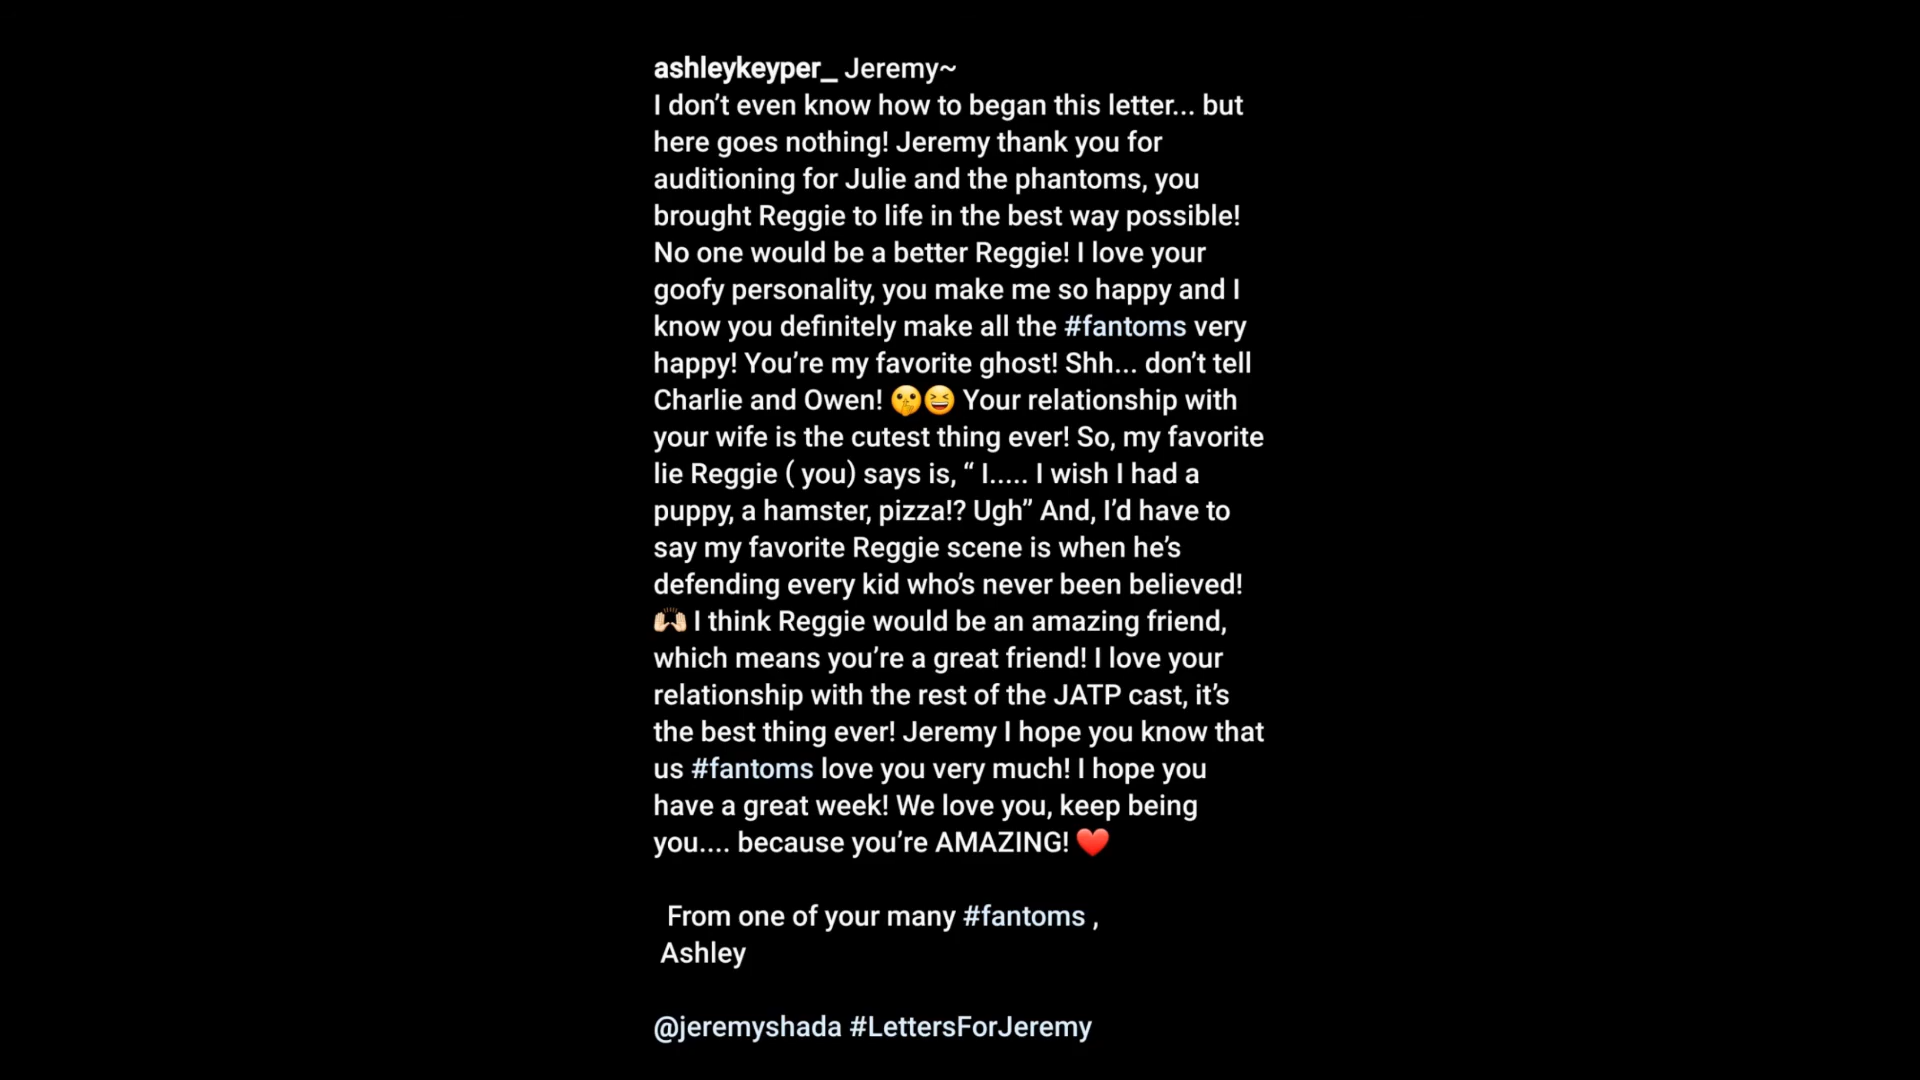 ashleykeyper_ Jeremy~
I don’t even know how to began this letter... but
here goes nothing! Jeremy thank you for
auditioning for Julie and the phantoms, you
brought Reggie to life in the best way possible!
No one would be a better Reggie! I love your
goofy personality, you make me so happy and I
know you definitely make all the #fantoms very
happy! You’re my favorite ghost! Shh... don’t tell
Charlie and Owen! 🤫😆 Your relationship with
your wife is the cutest thing ever! So, my favorite
lie Reggie ( you) says is, “ I..... I wish I had a
puppy, a hamster, pizza!? Ugh” And, I’d have to
say my favorite Reggie scene is when he’s
defending every kid who’s never been believed!
🙌🏻 I think Reggie would be an amazing friend,
which means you’re a great friend! I love your
relationship with the rest of the JATP cast, it’s
the best thing ever! Jeremy I hope you know that
us #fantoms love you very much! I hope you
have a great week! We love you, keep being
you.... because you’re AMAZING! ❤️
From one of your many #fantoms ,
Ashley
@jeremyshada #LettersForJeremy